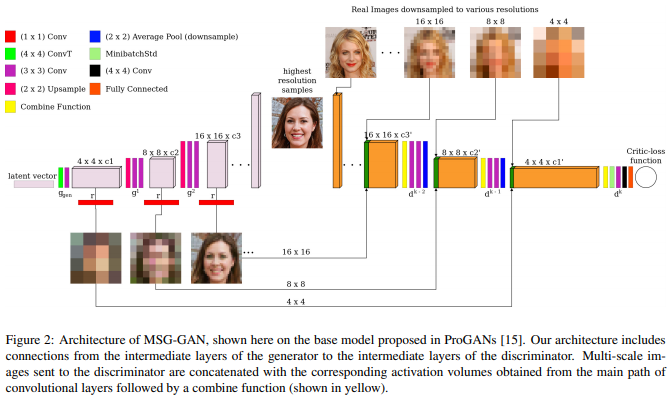 Real Images downsampled to various resolutions
16 x 16
8 x 8
4 x 4
(1 x 1) Conv
(2 x 2) Average Pool (downsample)
(4 x 4) ConvT
MinibatchStd
(3 x 3) Conv
(4 x 4) Conv
(2 x 2) Upsample
Fully Connected
Combine Function
highest
resolution
samples
latent vector
4 x 4 x c1
8 x 8 x c2
16 x 16 x c3
16 x 16 x c3'
8 x 8 x c2'
4 x 4 x c1'
Critic-loss
function
g_gen
r
g^1
r
g^2
r
d^{k - 2}
d^{k - 1}
d^k
16 x 16
8 x 8
4 x 4
Figure 2: Architecture of MSG-GAN, shown here on the base model proposed in ProGANs [15]. Our architecture includes
connections from the intermediate layers of the generator to the intermediate layers of the discriminator. Multi-scale im-
ages sent to the discriminator are concatenated with the corresponding activation volumes obtained from the main path of
convolutional layers followed by a combine function (shown in yellow).